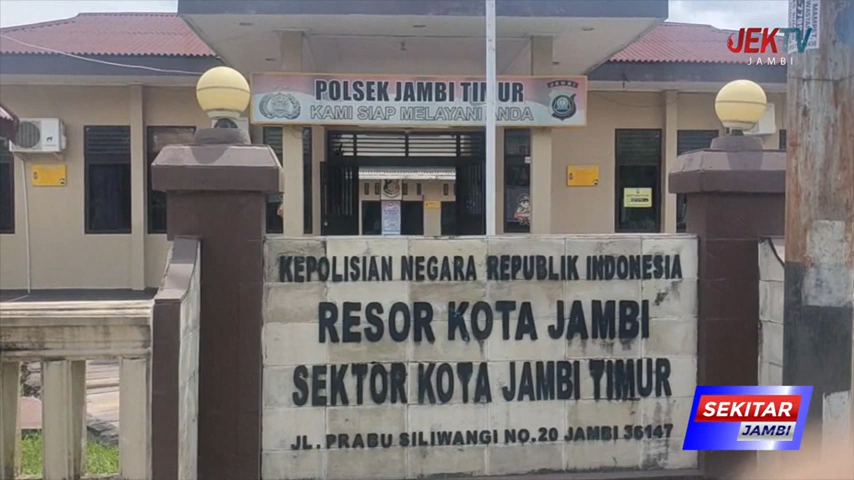 JEKTV
JAMBI
POLSEK JAMBI TIMUR
KAMI SIAP MELAYANI ANDA
JAMBI
KEPOLISIAN NEGARA REPUBLIK INDONESIA
RESOR KOTA JAMBI
SEKTOR KOTA JAMBI TIMUR
JL. PRABU SILIWANGI NO.20 JAMBI 36147
SEKITAR
JAMBI